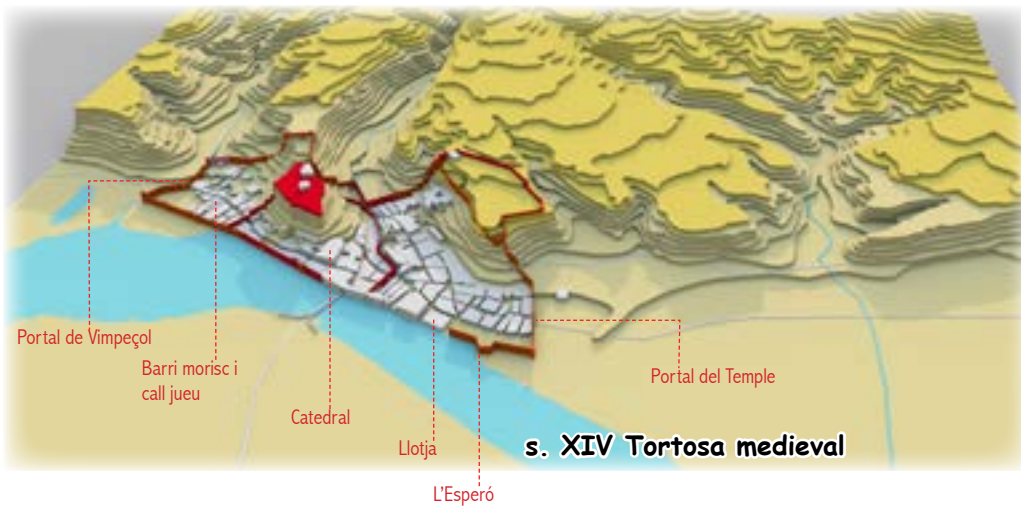 Portal de Vimpeçol
Barri morisc i
call jueu
Catedral
Llotja
L'Esperó
Portal del Temple
s. XIV Tortosa medieval